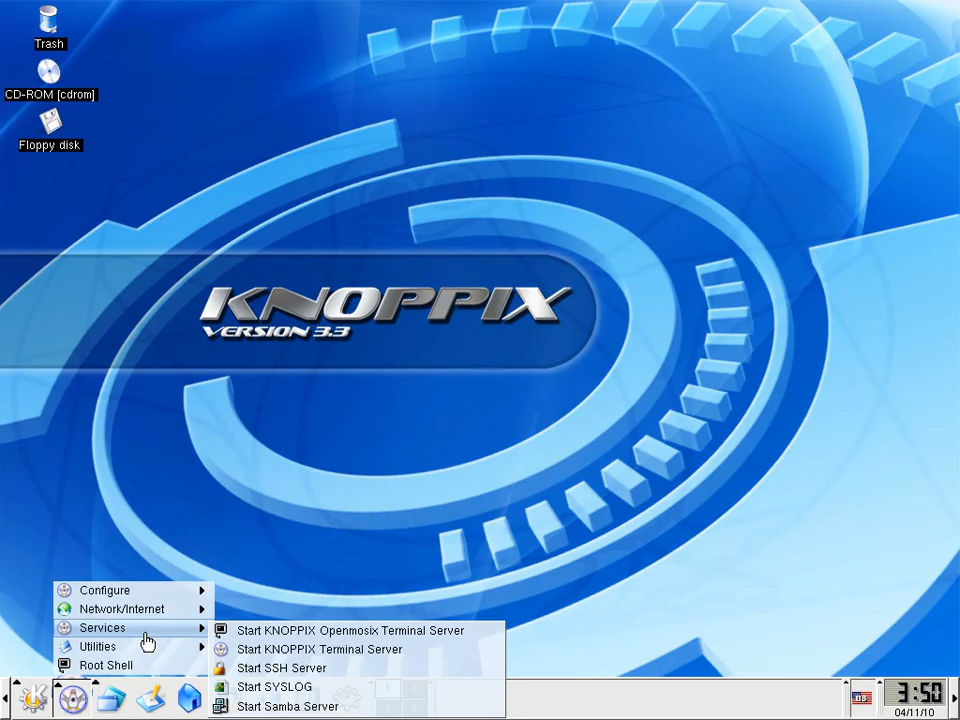 Trash
CD-ROM [cdrom]
Floppy disk
KNOPPIX
VERSION 3.3
Configure
Network/Internet
Services
Utilities
Root Shell
Start KNOPPIX Openmosix Terminal Server
Start KNOPPIX Terminal Server
Start SSH Server
Start SYSLOG
Start Samba Server
1 2
3 4
K
US
3:50
04/11/10